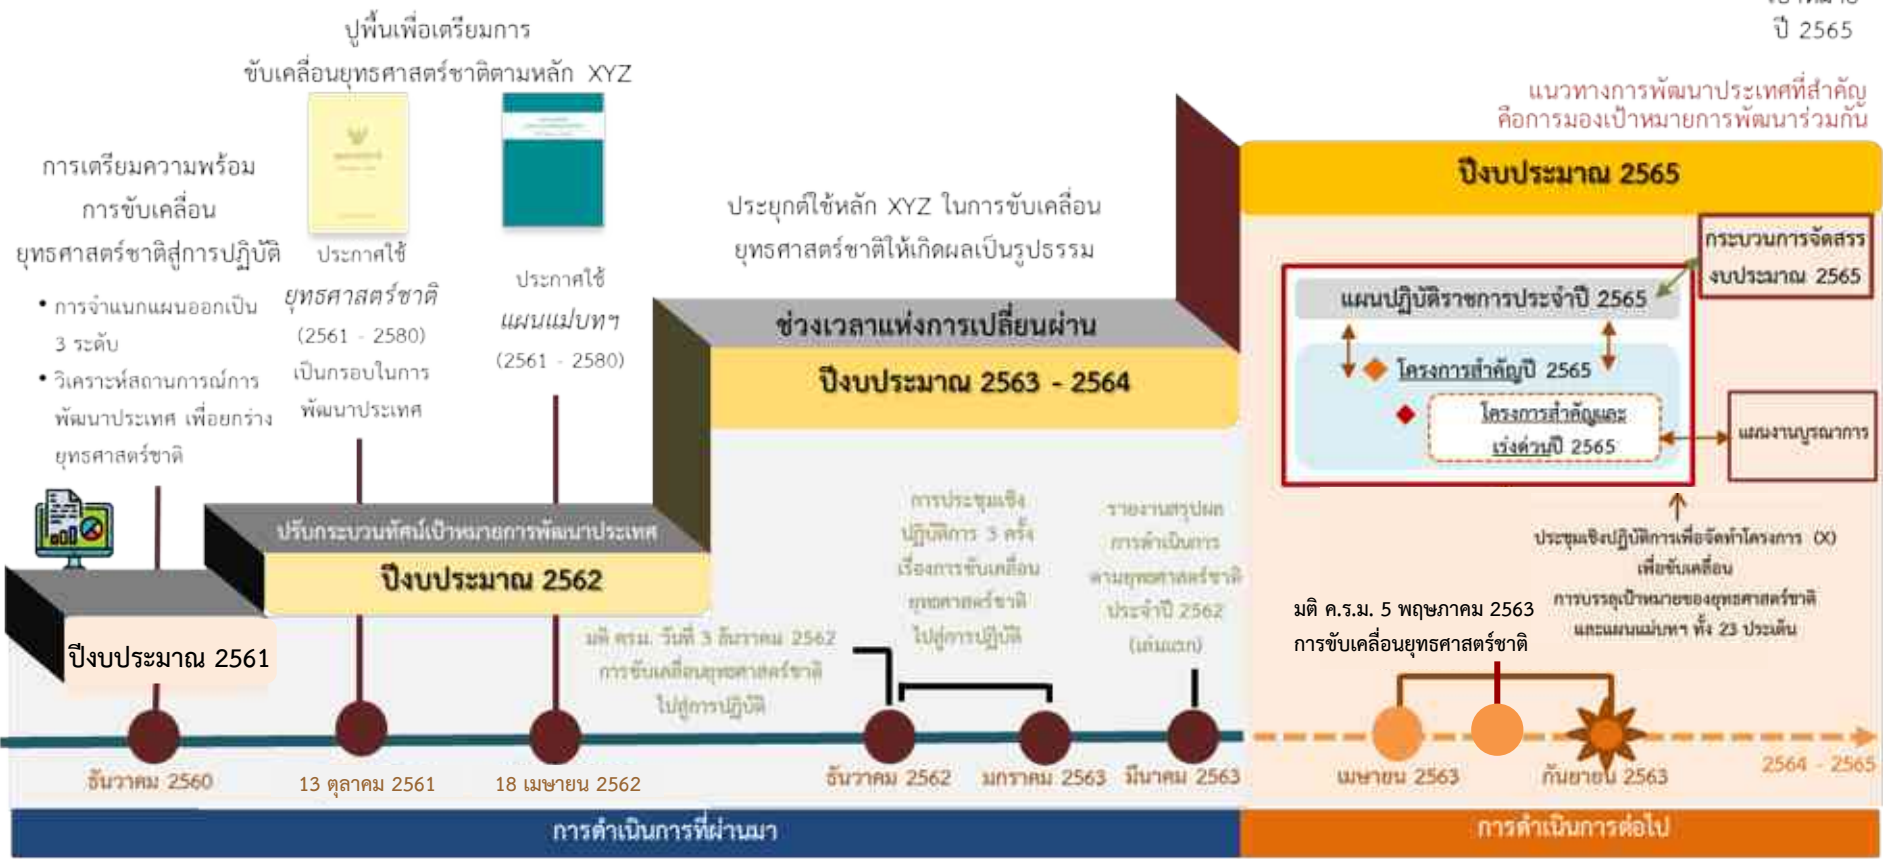 ปี 2565
ปูพื้นเพื่อเตรียมการ
ขับเคลื่อนยุทธศาสตร์ชาติตามหลัก XYZ
แนวทางการพัฒนาประเทศที่สำคัญ
คือการมองเป้าหมายการพัฒนาร่วมกัน
การเตรียมความพร้อม
การขับเคลื่อน
ยุทธศาสตร์ชาติสู่การปฏิบัติ
• การจำแนกแผนออกเป็น
3 ระดับ
• วิเคราะห์สถานการณ์การ
พัฒนาประเทศ เพื่อยกร่าง
ยุทธศาสตร์ชาติ
ประกาศใช้
ยุทธศาสตร์ชาติ
(2561 - 2580)
เป็นกรอบในการ
พัฒนาประเทศ
ประกาศใช้
แผนแม่บทฯ
(2561 - 2580)
ประยุกต์ใช้หลัก XYZ ในการขับเคลื่อน
ยุทธศาสตร์ชาติให้เกิดผลเป็นรูปธรรม
ช่วงเวลาแห่งการเปลี่ยนผ่าน
ปีงบประมาณ 2563 - 2564
ปีงบประมาณ 2565
กระบวนการจัดสรร
งบประมาณ 2565
แผนปฏิบัติราชการประจำปี 2565
โครงการสำคัญปี 2565
โครงการสำคัญและ
เร่งด่วนปี 2565
แผนงานบูรณาการ
ปรับกระบวนทัศน์เป้าหมายการพัฒนาประเทศ
ปีงบประมาณ 2562
ปีงบประมาณ 2561
มติ ครม. วันที่ 3 ธันวาคม 2562
การขับเคลื่อนยุทธศาสตร์ชาติ
ไปสู่การปฏิบัติ
การประชุมเชิง
ปฏิบัติการ 3 ครั้ง
เรื่องการขับเคลื่อน
ยุทธศาสตร์ชาติ
ไปสู่การปฏิบัติ
รายงานสรุปผล
การดำเนินการ
ตามยุทธศาสตร์ชาติ
ประจำปี 2562
(เล่มแรก)
ประชุมเชิงปฏิบัติการเพื่อจัดทำโครงการ (X)
เพื่อขับเคลื่อน
การบรรลุเป้าหมายของยุทธศาสตร์ชาติ
และแผนแม่บทฯ ทั้ง 23 ประเด็น
มติ ค.ร.ม. 5 พฤษภาคม 2563
การขับเคลื่อนยุทธศาสตร์ชาติ
ธันวาคม 2560
13 ตุลาคม 2561
18 เมษายน 2562
ธันวาคม 2562
มกราคม 2563
มีนาคม 2563
เมษายน 2563
กันยายน 2563
2564 - 2565
การดำเนินการที่ผ่านมา
การดำเนินการต่อไป